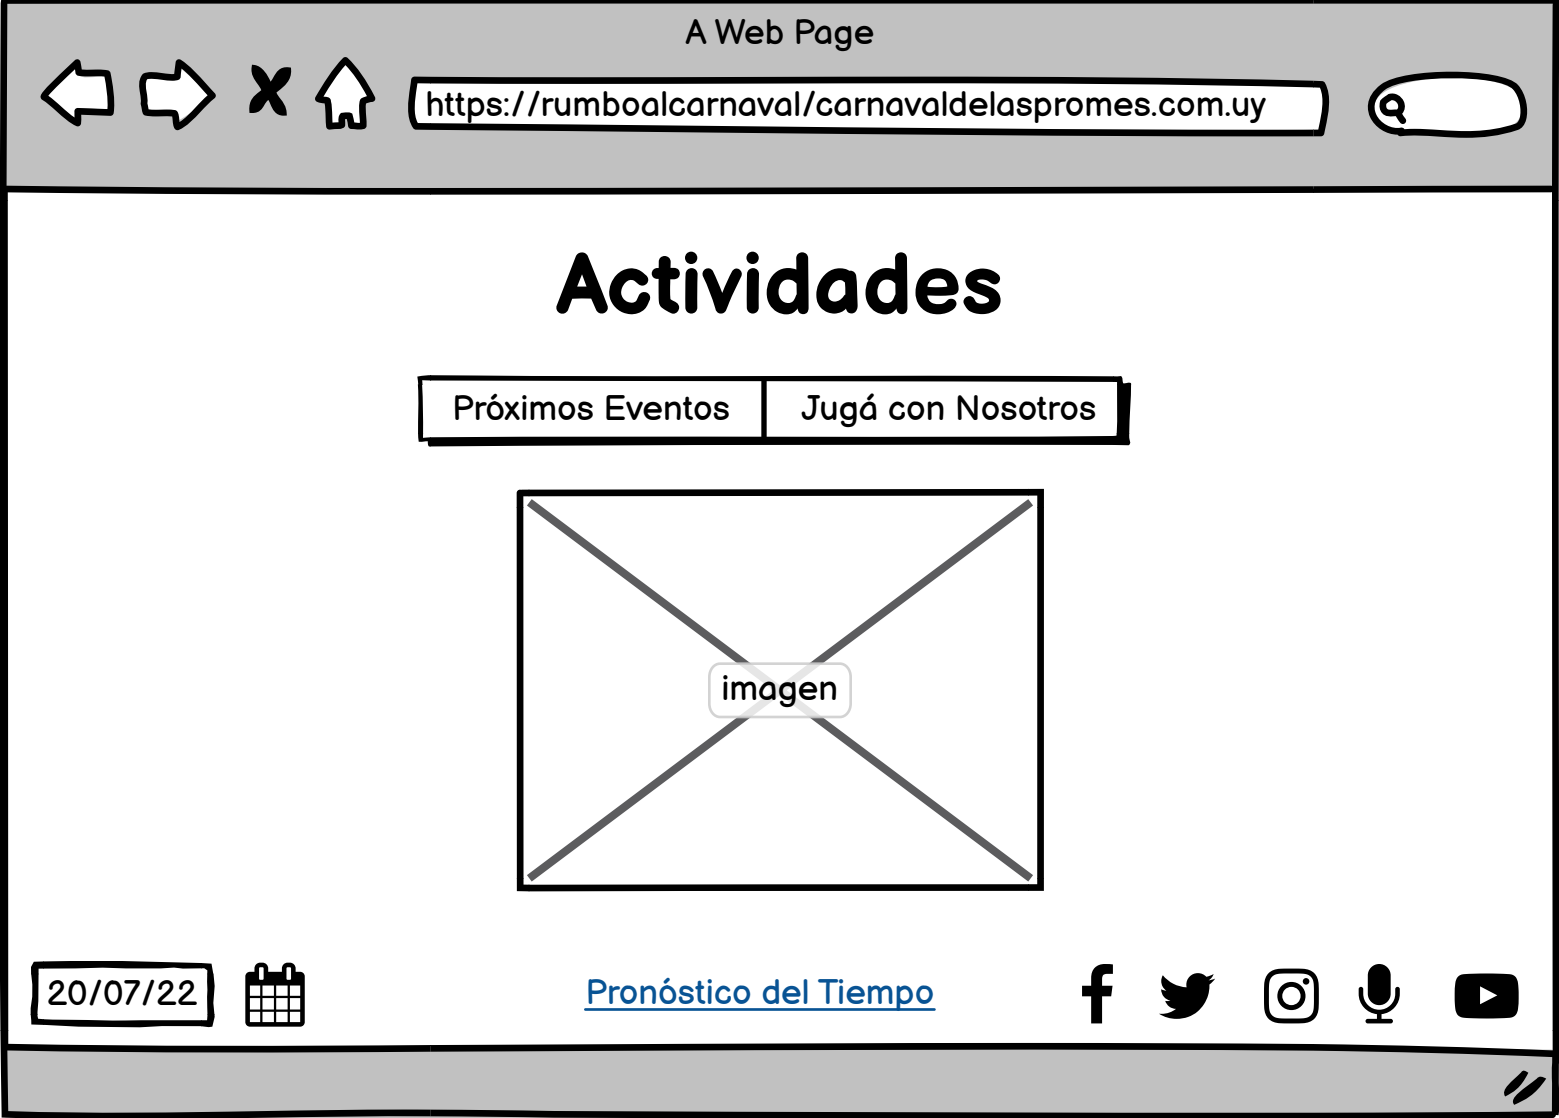 A Web Page
https://rumboalcarnaval/carnavaldelaspromes.com.uy
Actividades
Próximos Eventos
Jugá con Nosotros
imagen
20/07/22
Pronóstico del Tiempo